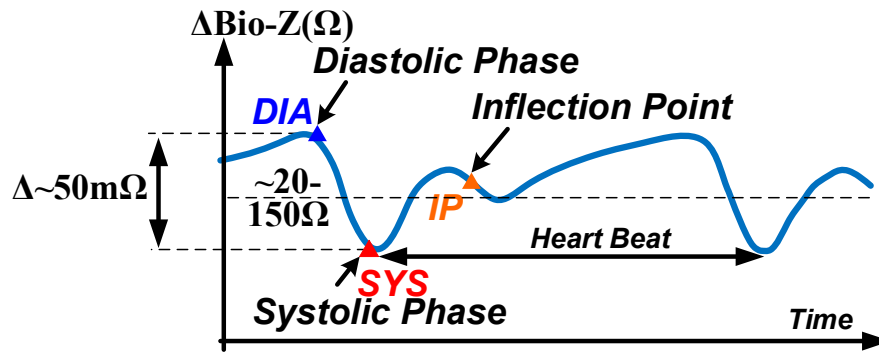 ΔBio-Z(Ω)
Diastolic Phase
DIA
Inflection Point
Δ~50mΩ
~20-
150Ω
IP
Heart Beat
SYS
Systolic Phase
Time